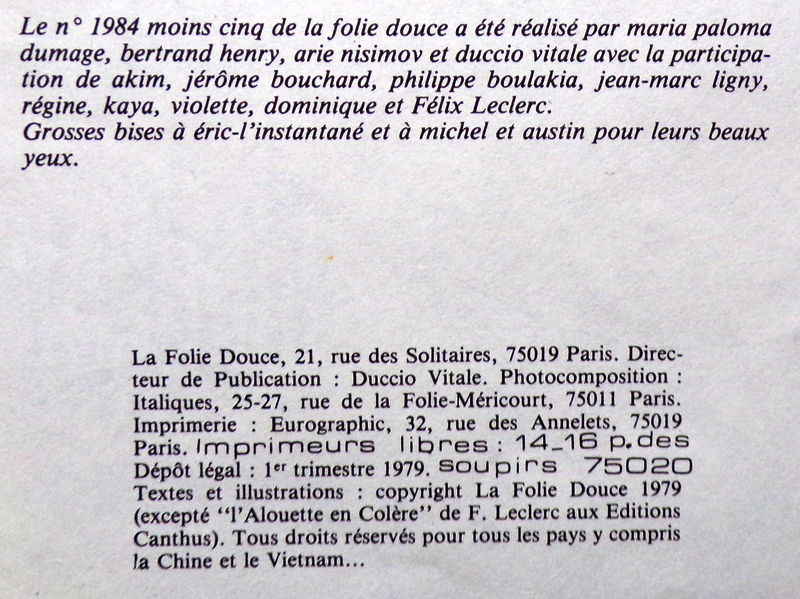 Le n° 1984 moins cinq de la folie douce a été réalisé par maria paloma
dumage, bertrand henry, arie nisimov et duccio vitale avec la participa-
tion de akim, jérôme bouchard, philippe boulakia, jean-marc ligny,
régine, kaya, violette, dominique et Félix Leclerc.
Grosses bises à éric-l'instantané et à michel et austin pour leurs beaux
yeux.
La Folie Douce, 21, rue des Solitaires, 75019 Paris. Direc-
teur de Publication : Duccio Vitale. Photocomposition :
Italiques, 25-27, rue de la Folie-Méricourt, 75011 Paris.
Imprimerie : Eurographic, 32, rue des Annelets, 75019
Paris. Imprimeurs libres : 14_16 p.des
Dépôt légal : 1er trimestre 1979. soupirs 75020
Textes et illustrations : copyright La Folie Douce 1979
(excepté “l'Alouette en Colère” de F. Leclerc aux Editions
Canthus). Tous droits réservés pour tous les pays y compris
la Chine et le Vietnam...